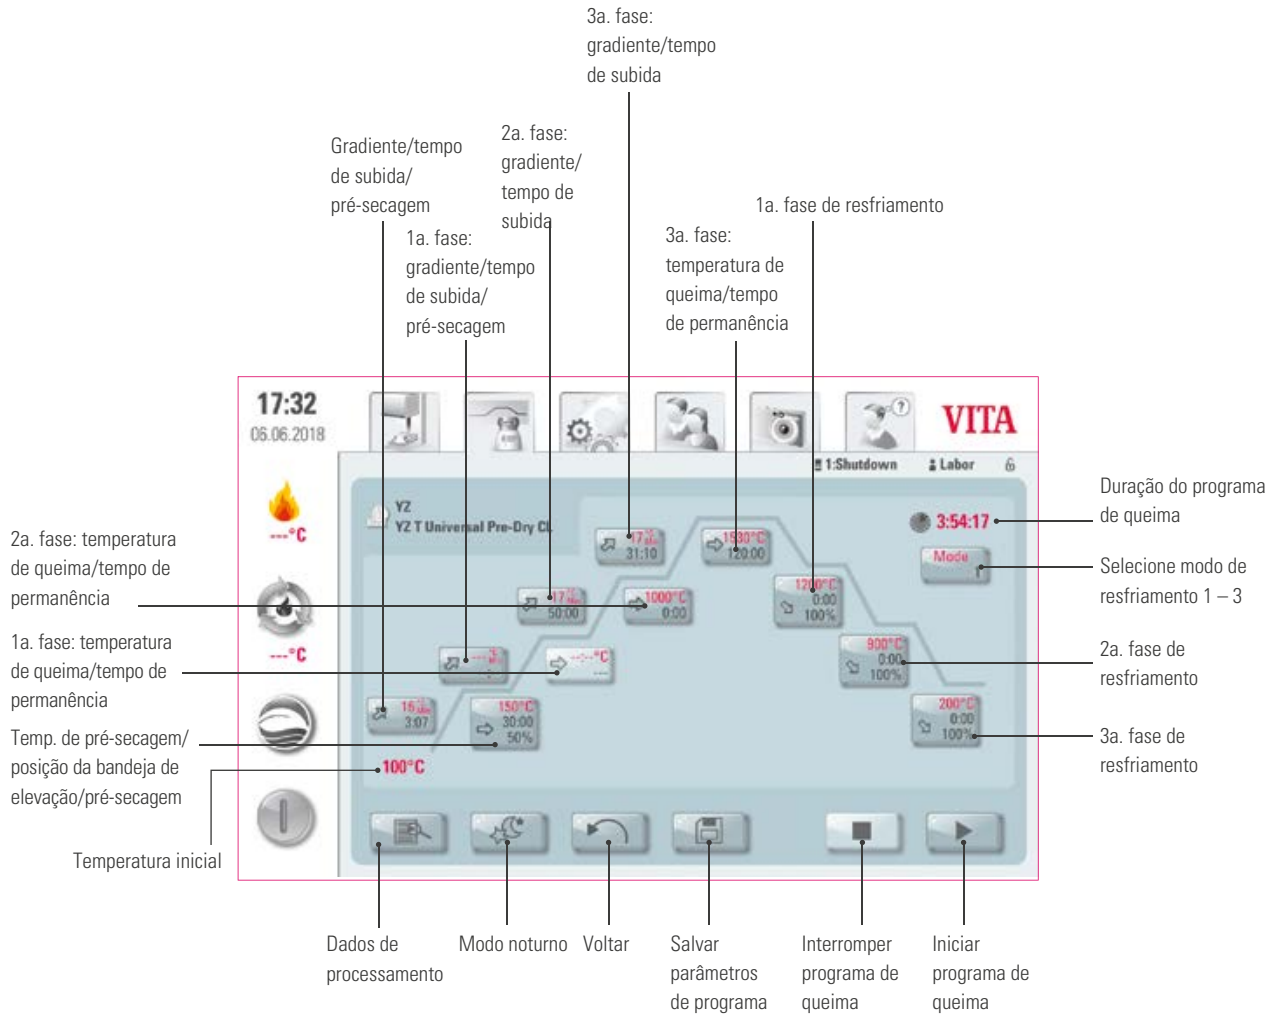 3a. fase:
gradiente/tempo
de subida
2a. fase:
gradiente/
tempo de
subida
Gradiente/tempo
de subida/
pré-secagem
1a. fase:
gradiente/tempo
de subida/
pré-secagem
1a. fase de resfriamento
3a. fase:
temperatura de
queima/tempo
de permanência
17:32
06.06.2018
VITA
1:Shutdown
Labor
YZ
YZ T Universal Pre-Dry CL
3:54:17
Mode
1
Duração do programa
de queima
Selecione modo de
resfriamento 1 – 3
2a. fase de
resfriamento
3a. fase de
resfriamento
2a. fase: temperatura
de queima/tempo de
permanência
1a. fase: temperatura
de queima/tempo de
permanência
Temp. de pré-secagem/
posição da bandeja de
elevação/pré-secagem
Temperatura inicial
---°C
---°C
17
31:10
1530°C
120:00
17
50:00
1000°C
0:00
1200°C
0:00
100%
---
--:--°C
---
900°C
0:00
100%
3:07
150°C
30:00
50%
200°C
0:00
100%
100°C
Dados de
processamento
Modo noturno
Voltar
Salvar
parâmetros
de programa
Interromper
programa de
queima
Iniciar
programa de
queima